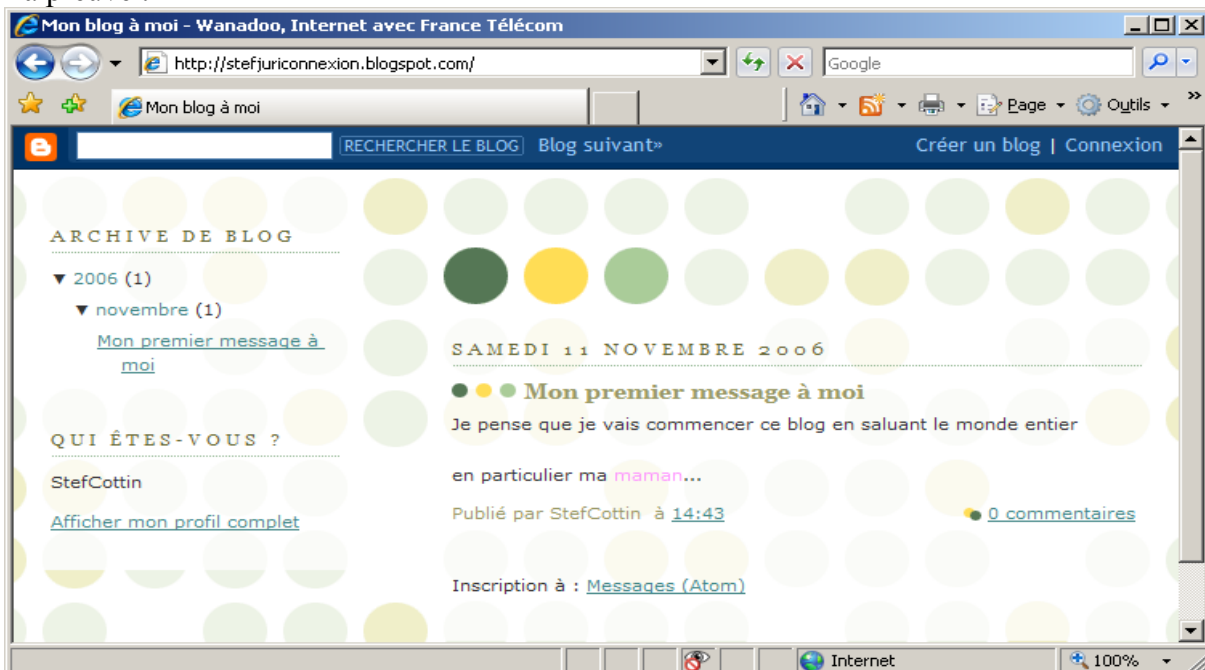 Mon blog à moi - Wanadoo, Internet avec France Télécom
http://stefjuriconnexion.blogspot.com/
Google
Mon blog à moi
Page
Outils
RECHERCHER LE BLOG Blog suivant»
Créer un blog | Connexion
ARCHIVE DE BLOG
▼ 2006 (1)
▼ novembre (1)
Mon premier message à
moi
QUI ÊTES-VOUS ?
StefCottin
Afficher mon profil complet
SAMEDI 11 NOVEMBRE 2006
Mon premier message à moi
Je pense que je vais commencer ce blog en saluant le monde entier
en particulier ma maman...
Publié par StefCottin à 14:43
0 commentaires
Inscription à : Messages (Atom)
Internet
100%